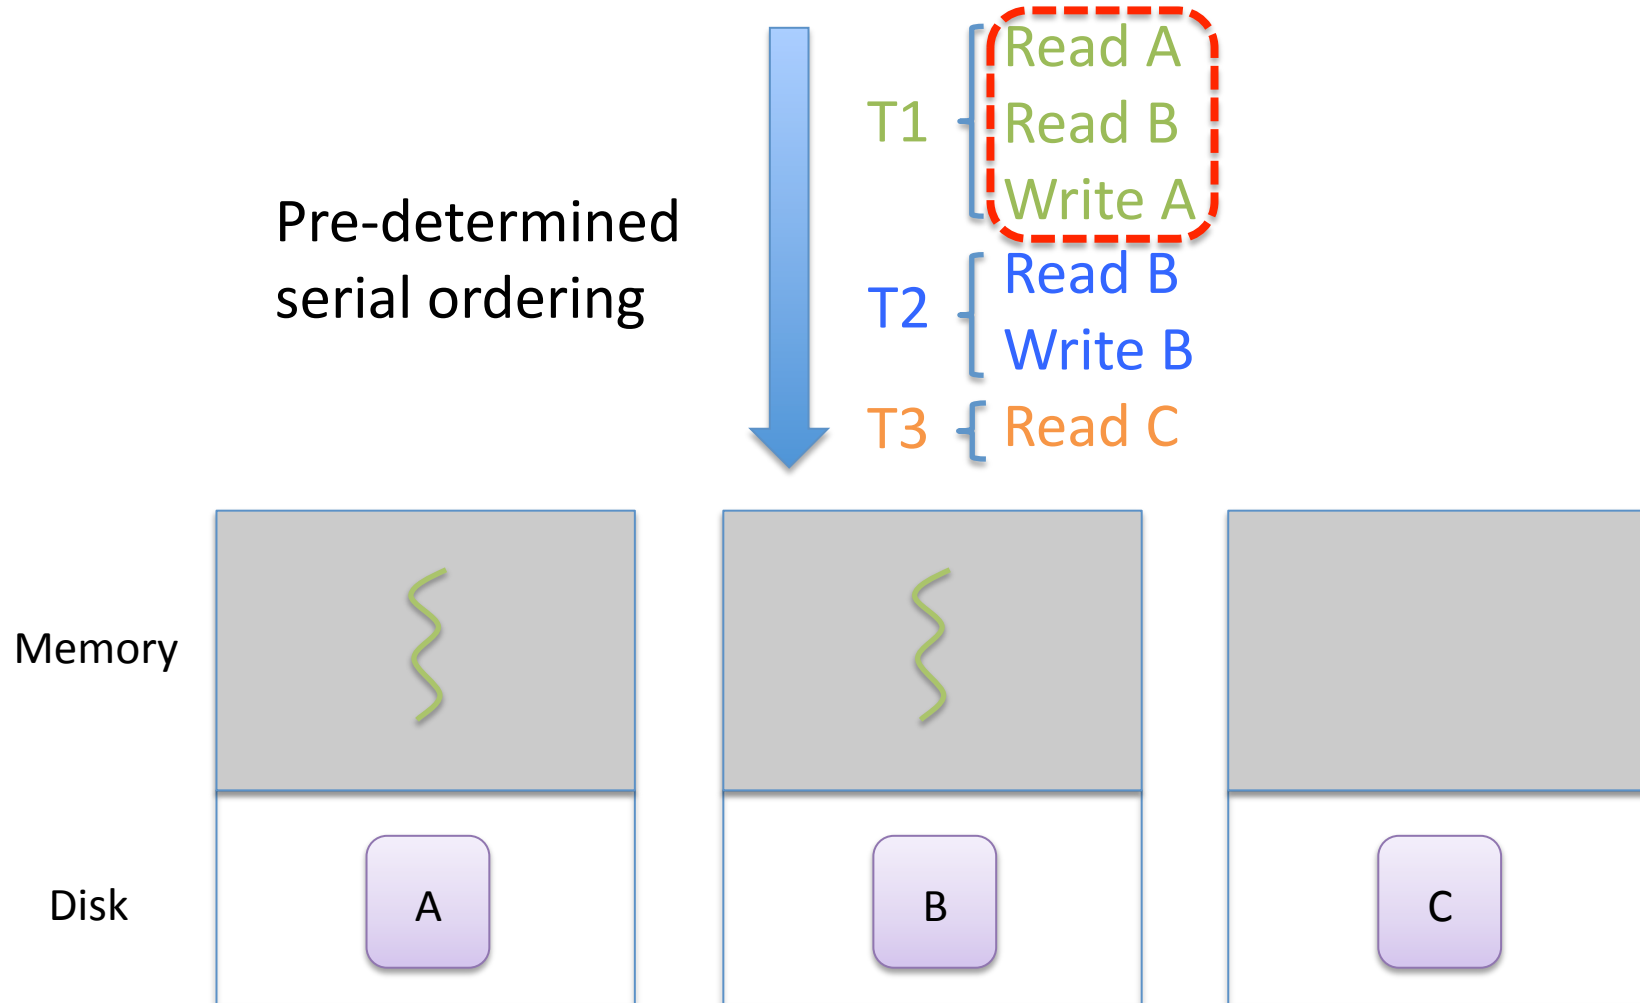 Pre-determined
serial ordering
T1
Read A
Read B
Write A
T2
Read B
Write B
T3
Read C
Memory
Disk
A
B
C